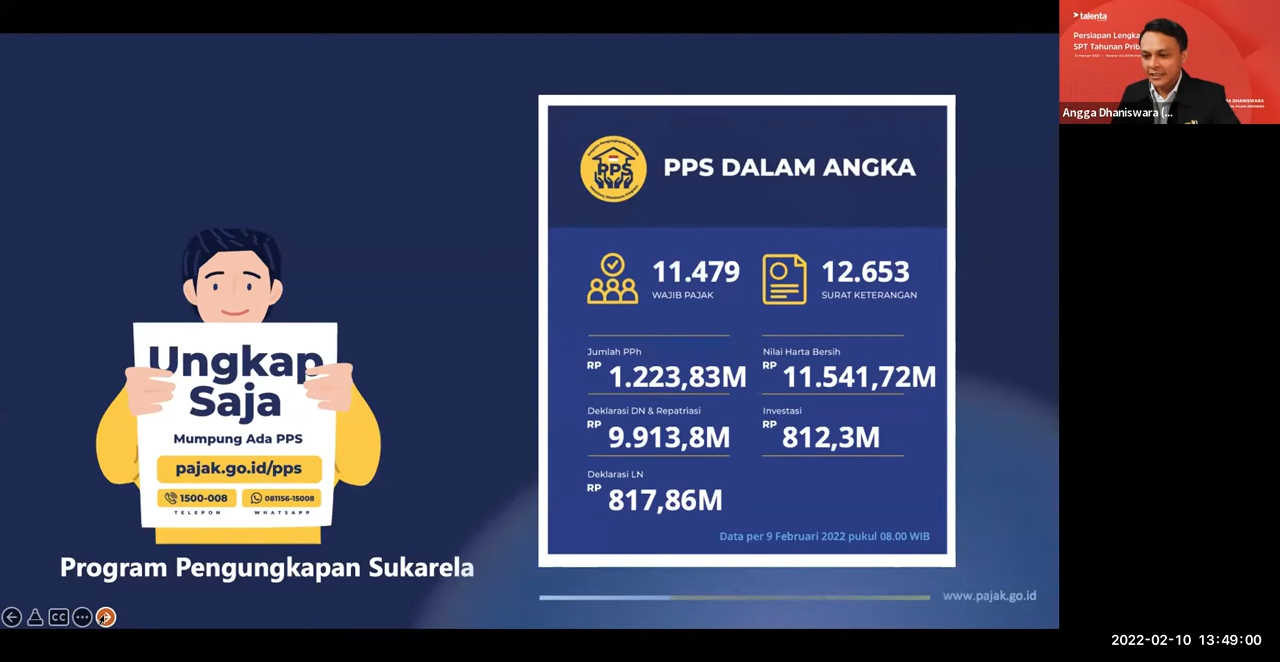 Ungkap
Saja
Mumpung Ada PPS
pajak.go.id/pps
1500-008
TELEPON
081156-15008
WHATSAPP
Program Pengungkapan Sukarela
CC
PPS
PPS DALAM ANGKA
11.479
WAJIB PAJAK
12.653
SURAT KETERANGAN
Jumlah PPh
RP 1.223,83M
Nilai Harta Bersih
RP 11.541,72M
Deklarasi DN & Repatriasi
RP 9.913,8M
Investasi
RP 812,3M
Deklarasi LN
RP 817,86M
Data per 9 Februari 2022 pukul 08.00 WIB
www.pajak.go.id
talenta
Persiapan Lengka
SPT Tahunan Prib
Angga Dhaniswara (...
2022-02-10 13:49:00